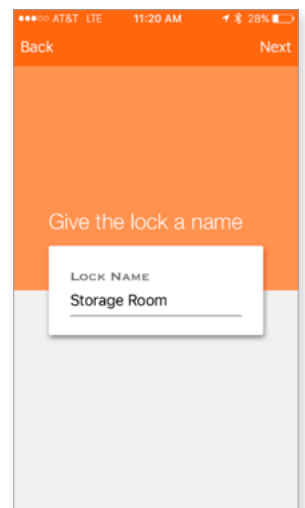 AT&T LTE 11:20 AM 28%
Back Next
Give the lock a name
LOCK NAME
Storage Room